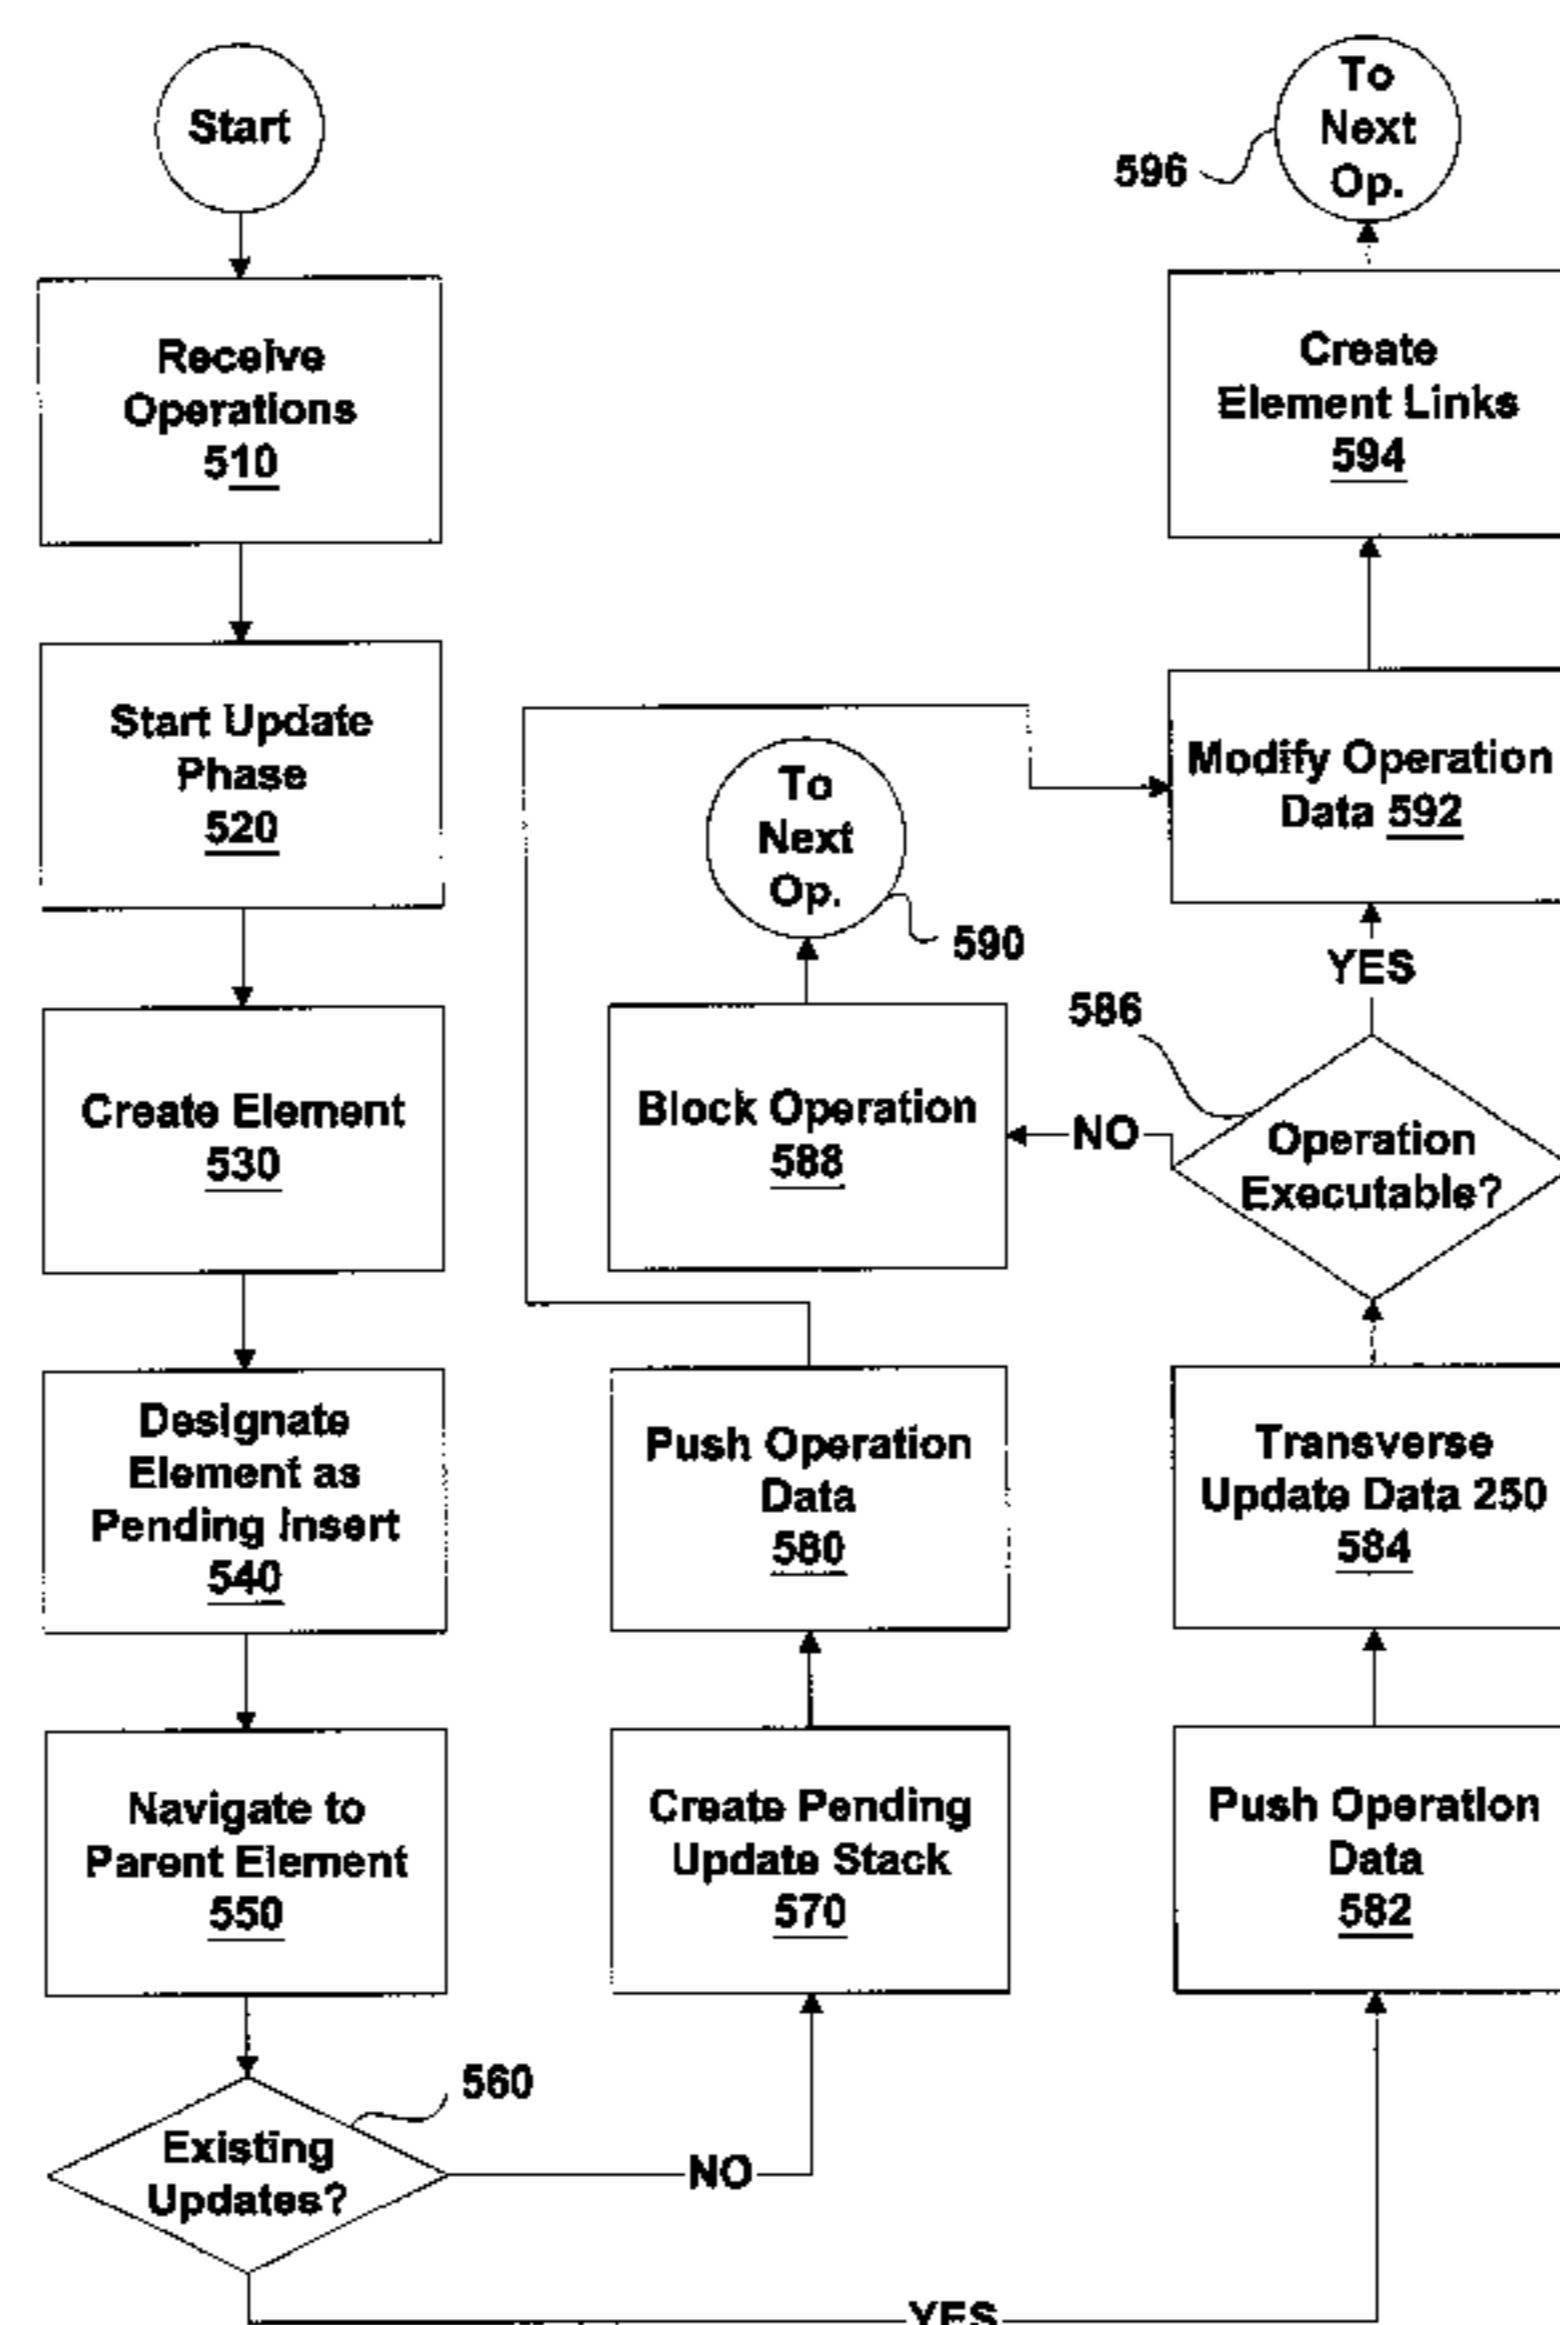 Start
Receive
Operations
510
Start Update
Phase
520
Create Element
530
Designate
Element as
Pending Insert
540
Navigate to
Parent Element
550
560
Existing
Updates?
NO
YES
To
Next
Op.
590
Block Operation
588
Push Operation
Data
580
Create Pending
Update Stack
570
596
To
Next
Op.
Create
Element Links
594
Modify Operation
Data 592
YES
586
NO
Operation
Executable?
Transverse
Update Data 250
584
Push Operation
Data
582